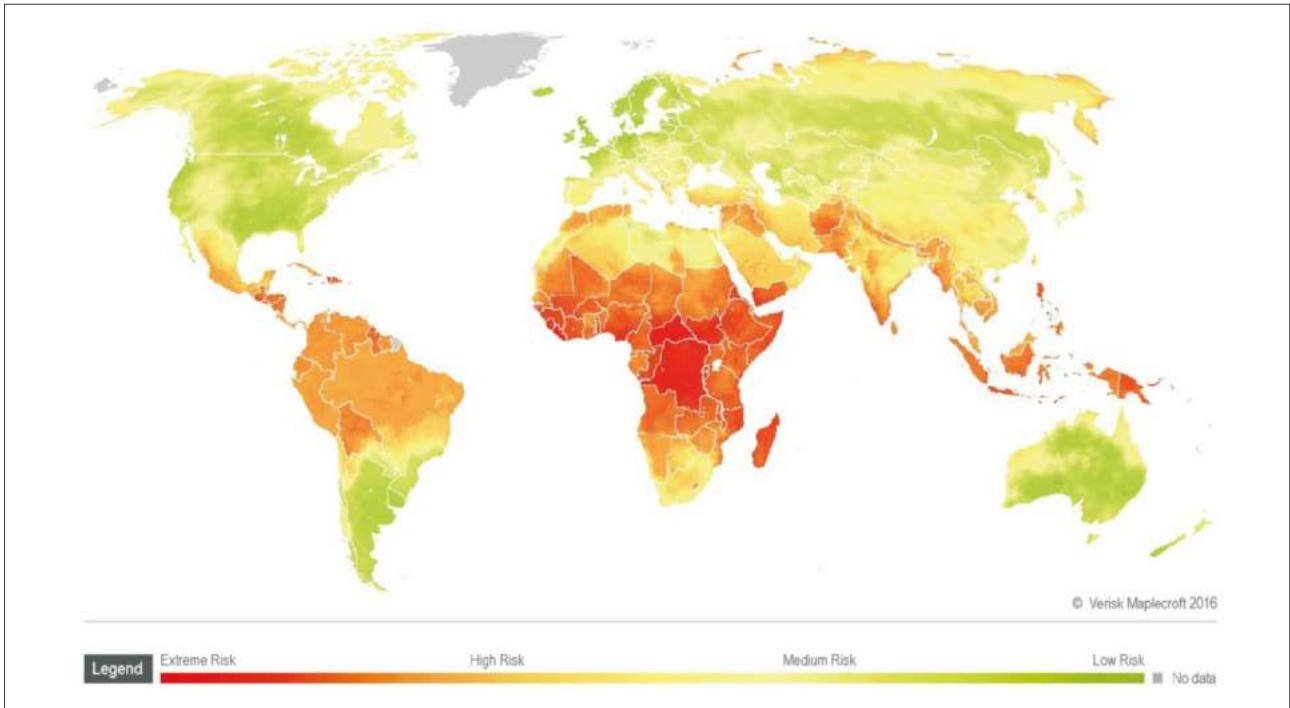 © Verisk Maplecroft 2016
Legend
Extreme Risk High Risk Medium Risk Low Risk
No data